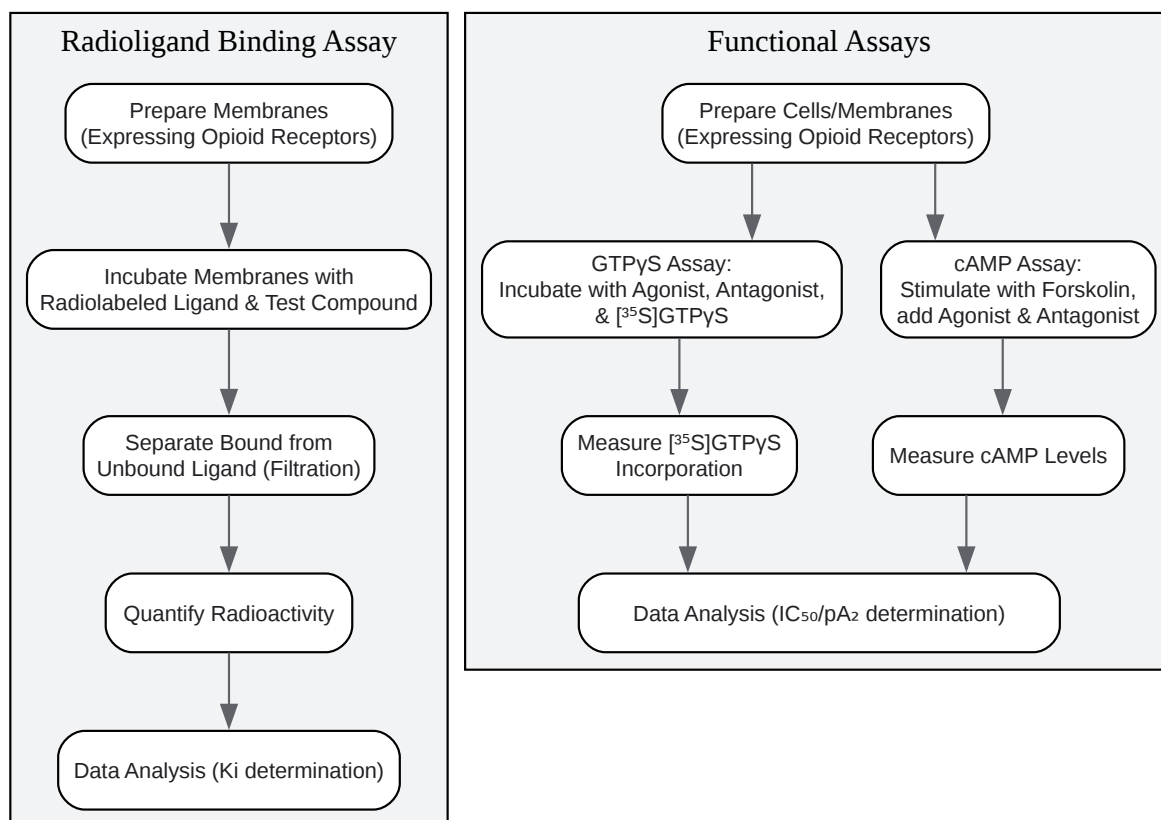 Radioligand Binding Assay
Prepare Membranes
(Expressing Opioid Receptors)
Incubate Membranes with
Radiolabeled Ligand & Test Compound
Separate Bound from
Unbound Ligand (Filtration)
Quantify Radioactivity
Data Analysis (Ki determination)
Functional Assays
Prepare Cells/Membranes
(Expressing Opioid Receptors)
GTPγS Assay:
Incubate with Agonist, Antagonist,
& [³⁵S]GTPγS
cAMP Assay:
Stimulate with Forskolin,
add Agonist & Antagonist
Measure [³⁵S]GTPγS
Incorporation
Measure cAMP Levels
Data Analysis (IC₅₀/pA₂ determination)